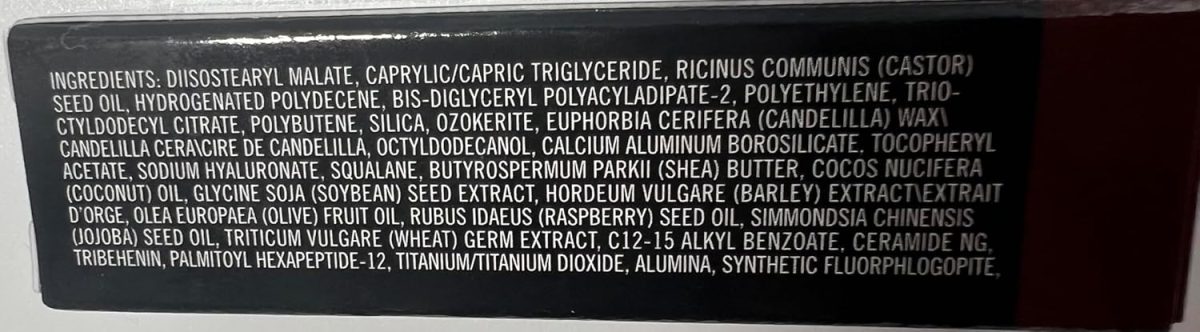 INGREDIENTS: DIISOSTEARYL MALATE, CAPRYLIC/CAPRIC TRIGLYCERIDE, RICINUS COMMUNIS (CASTOR)
SEED OIL, HYDROGENATED POLYDECENE, BIS-DIGLYCERYL POLYACYLADIPATE-2, POLYETHYLENE, TRIO-
CTYLDODECYL CITRATE, POLYBUTENE, SILICA, OZOKERITE, EUPHORBIA CERIFERA (CANDELILLA) WAX\
CANDELILLA CERA\CIRE DE CANDELILLA, OCTYLDODECANOL, CALCIUM ALUMINUM BOROSILICATE, TOCOPHERYL
ACETATE, SODIUM HYALURONATE, SQUALANE, BUTYROSPERMUM PARKII (SHEA) BUTTER, COCOS NUCIFERA
(COCONUT) OIL, GLYCINE SOJA (SOYBEAN) SEED EXTRACT, HORDEUM VULGARE (BARLEY) EXTRACT\EXTRAIT
D'ORGE, OLEA EUROPAEA (OLIVE) FRUIT OIL, RUBUS IDAEUS (RASPBERRY) SEED OIL, SIMMONDSIA CHINENSIS
(JOJOBA) SEED OIL, TRITICUM VULGARE (WHEAT) GERM EXTRACT, C12-15 ALKYL BENZOATE, CERAMIDE NG,
TRIBEHENIN, PALMITOYL HEXAPEPTIDE-12, TITANIUM/TITANIUM DIOXIDE, ALUMINA, SYNTHETIC FLUORPHLOGOPITE,